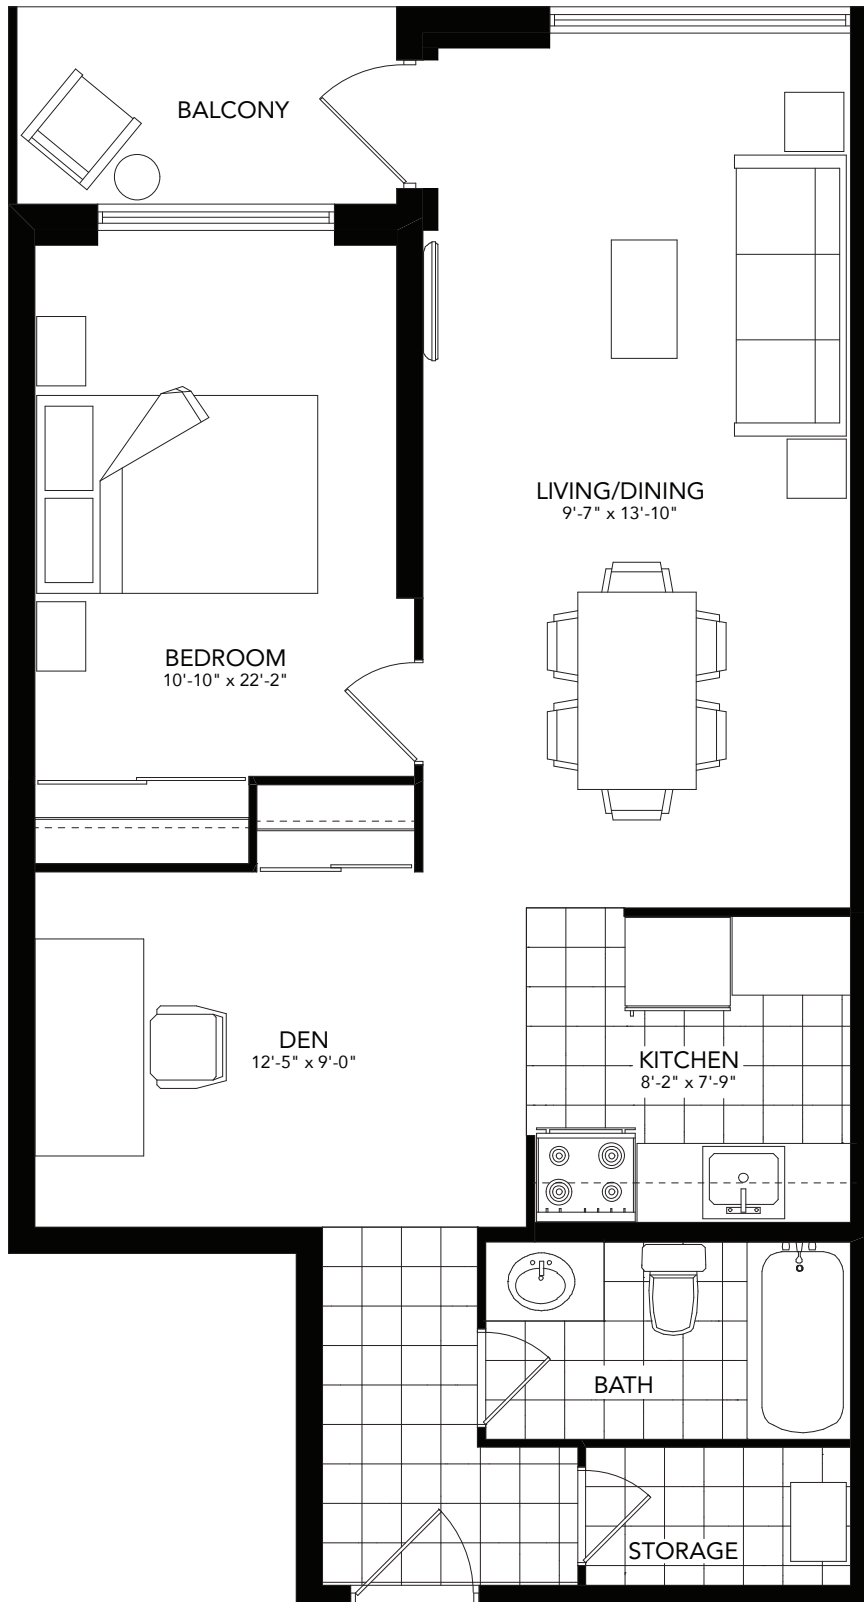 BALCONY
LIVING/DINING
9'-7" x 13'-10"
BEDROOM
10'-10" x 22'-2"
DEN
12'-5" x 9'-0"
KITCHEN
8'-2" x 7'-9"
BATH
STORAGE